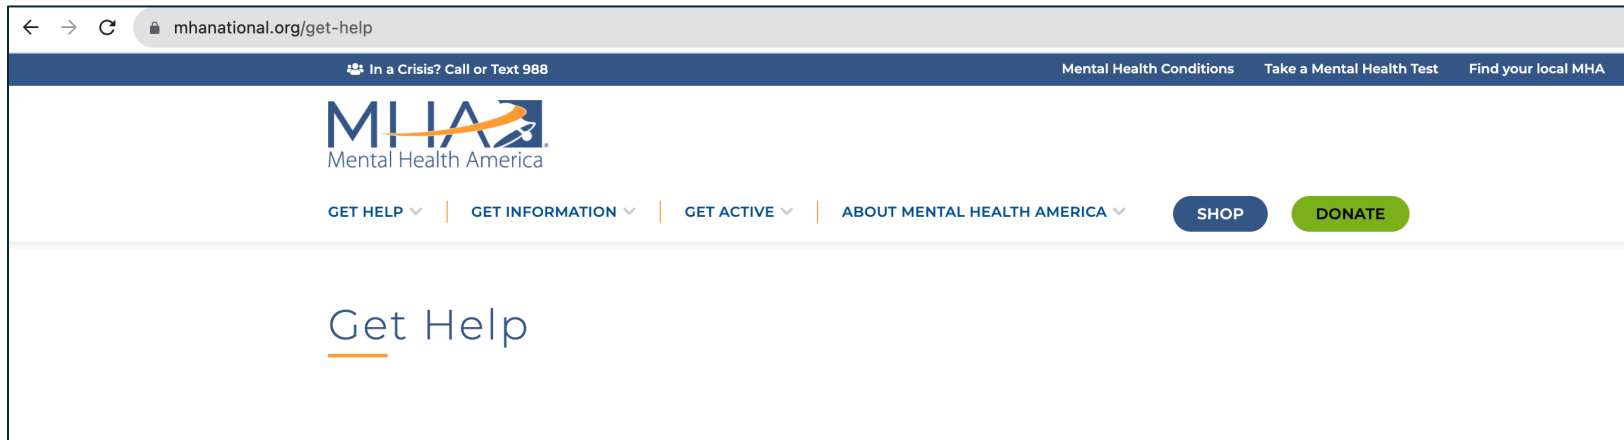 mhanational.org/get-help
In a Crisis? Call or Text 988 Mental Health Conditions Take a Mental Health Test Find your local MHA
MHA
Mental Health America
GET HELP GET INFORMATION GET ACTIVE ABOUT MENTAL HEALTH AMERICA SHOP DONATE
Get Help